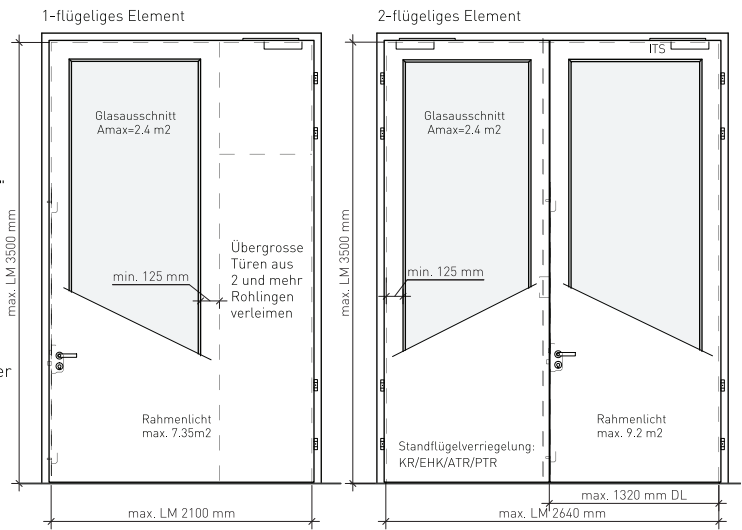 1-flügeliges Element
Glasausschnitt
Amax=2.4 m2
Übergrosse
Türen aus
2 und mehr
Rohlingen
verleimen
min. 125 mm
max. LM 3500 mm
Rahmenlicht
max. 7.35m2
max. LM 2100 mm
er
2-flügeliges Element
ITS
Glasausschnitt
Amax=2.4 m2
min. 125 mm
max. LM 3500 mm
Standflügelverriegelung:
KR/EHK/ATR/PTR
Rahmenlicht
max. 9.2 m2
max. 1320 mm DL
max. LM 2640 mm